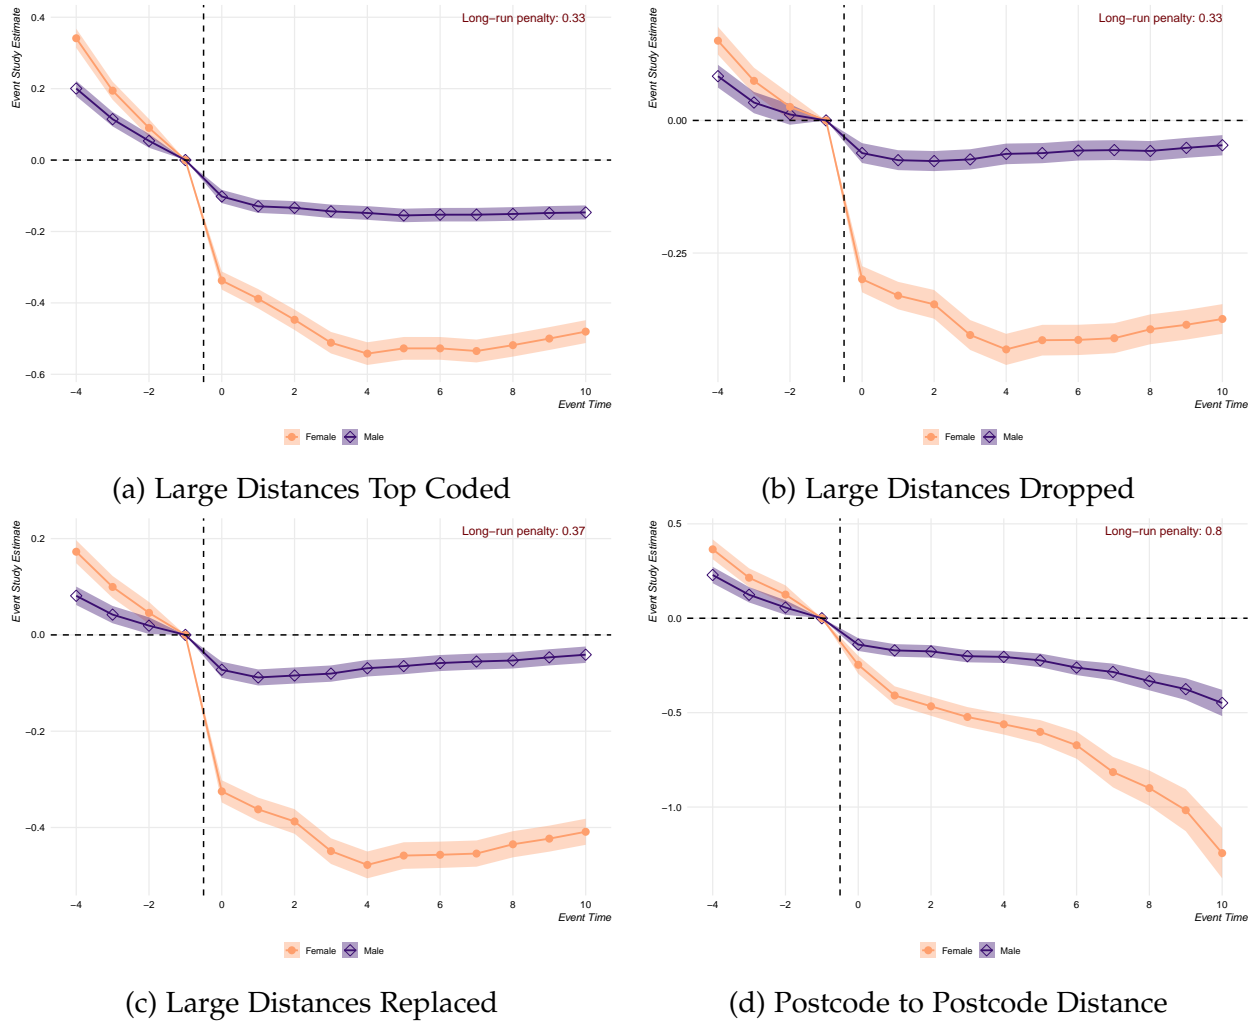 Event Study Estimate
Long-run penalty: 0.33
0.4
0.2
0.0
−0.2
−0.4
−0.6
−4 −2 0 2 4 6 8 10
Event Time
Female Male
(a) Large Distances Top Coded
Event Study Estimate
Long-run penalty: 0.33
0.00
−0.25
−4 −2 0 2 4 6 8 10
Event Time
Female Male
(b) Large Distances Dropped
Event Study Estimate
Long-run penalty: 0.37
0.2
0.0
−0.2
−0.4
−4 −2 0 2 4 6 8 10
Event Time
Female Male
(c) Large Distances Replaced
Event Study Estimate
Long-run penalty: 0.8
0.5
0.0
−0.5
−1.0
−4 −2 0 2 4 6 8 10
Event Time
Female Male
(d) Postcode to Postcode Distance